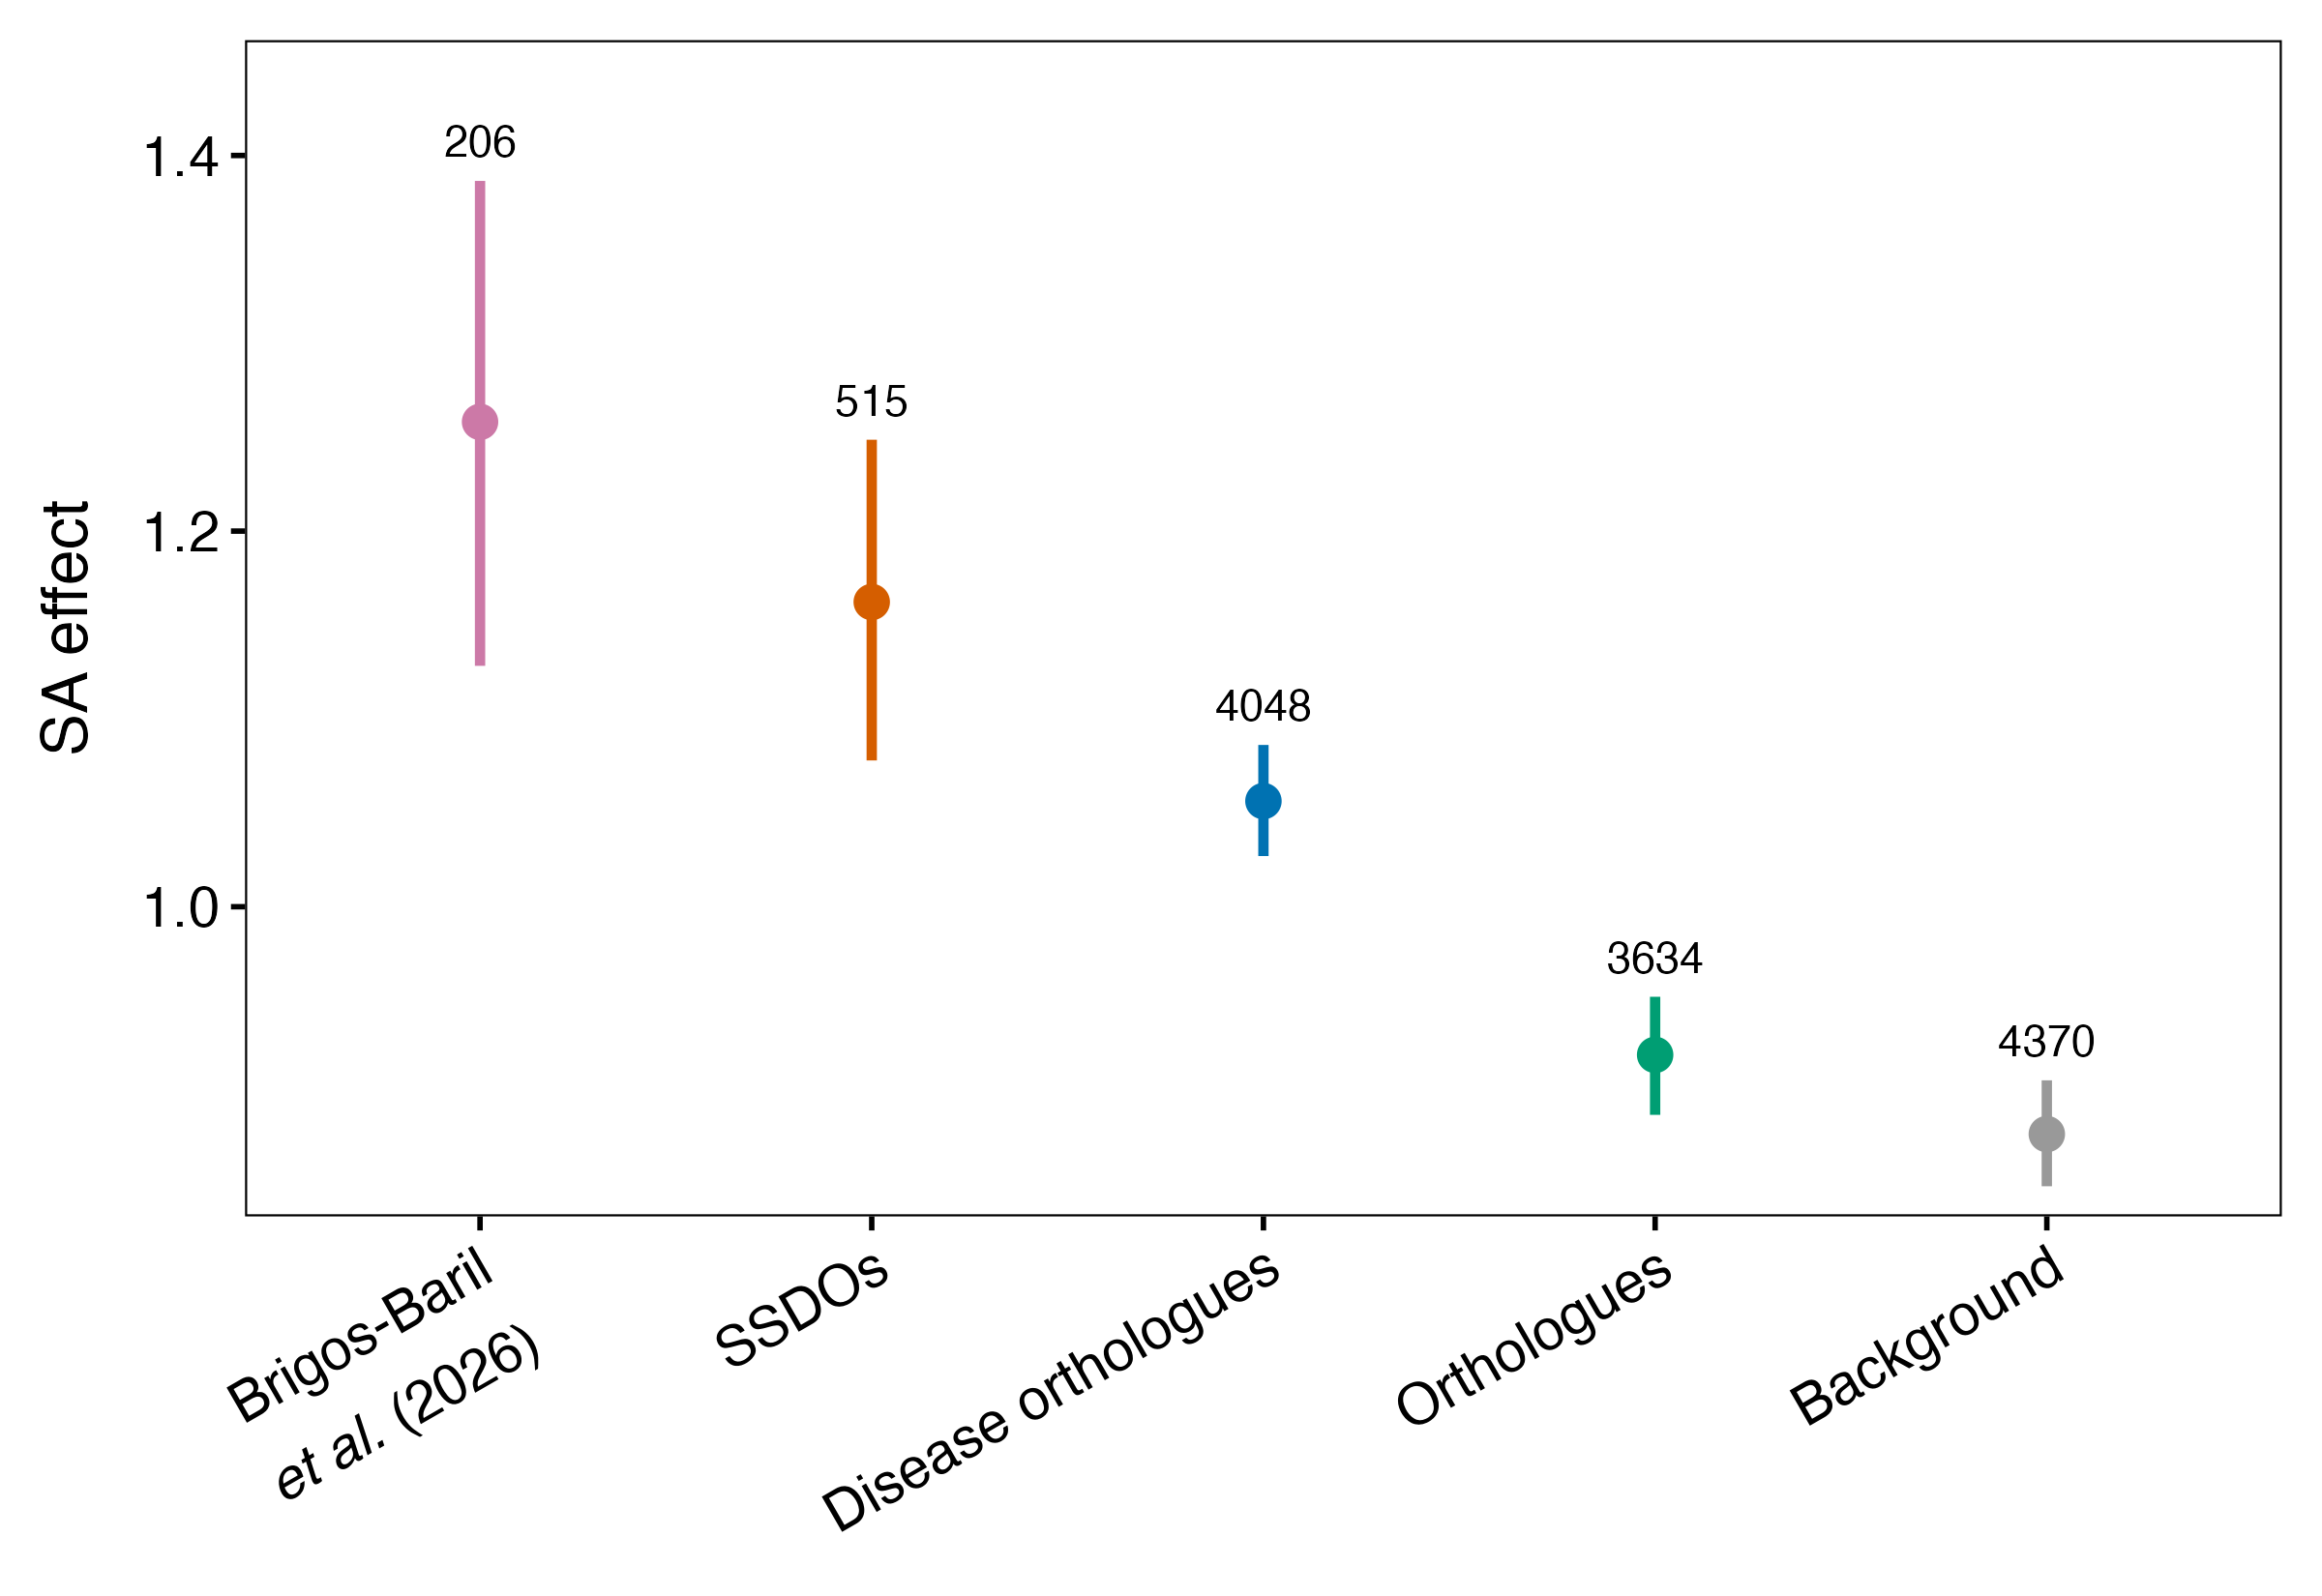 1.4
1.2
1.0
SA effect
206
515
4048
3634
4370
Brigos-Baril
et al. (2026)
SSDOs
Disease orthologues
Orthologues
Background